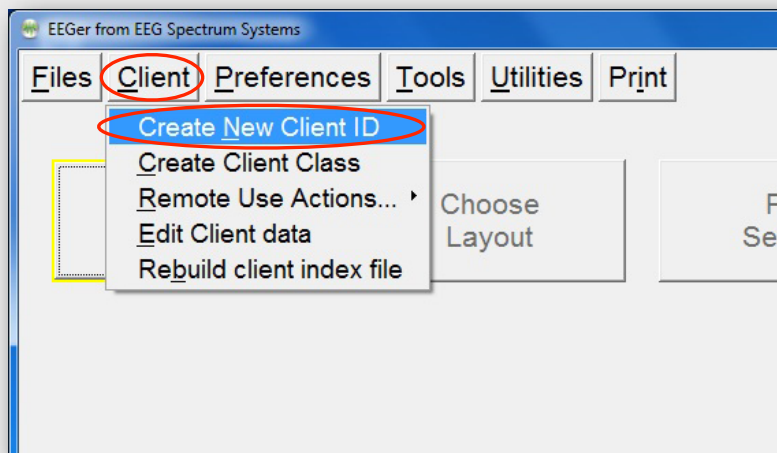 EEGer from EEG Spectrum Systems
Files Client Preferences Tools Utilities Print
Create New Client ID
Create Client Class
Remote Use Actions...
Edit Client data
Rebuild client index file
Choose
Layout